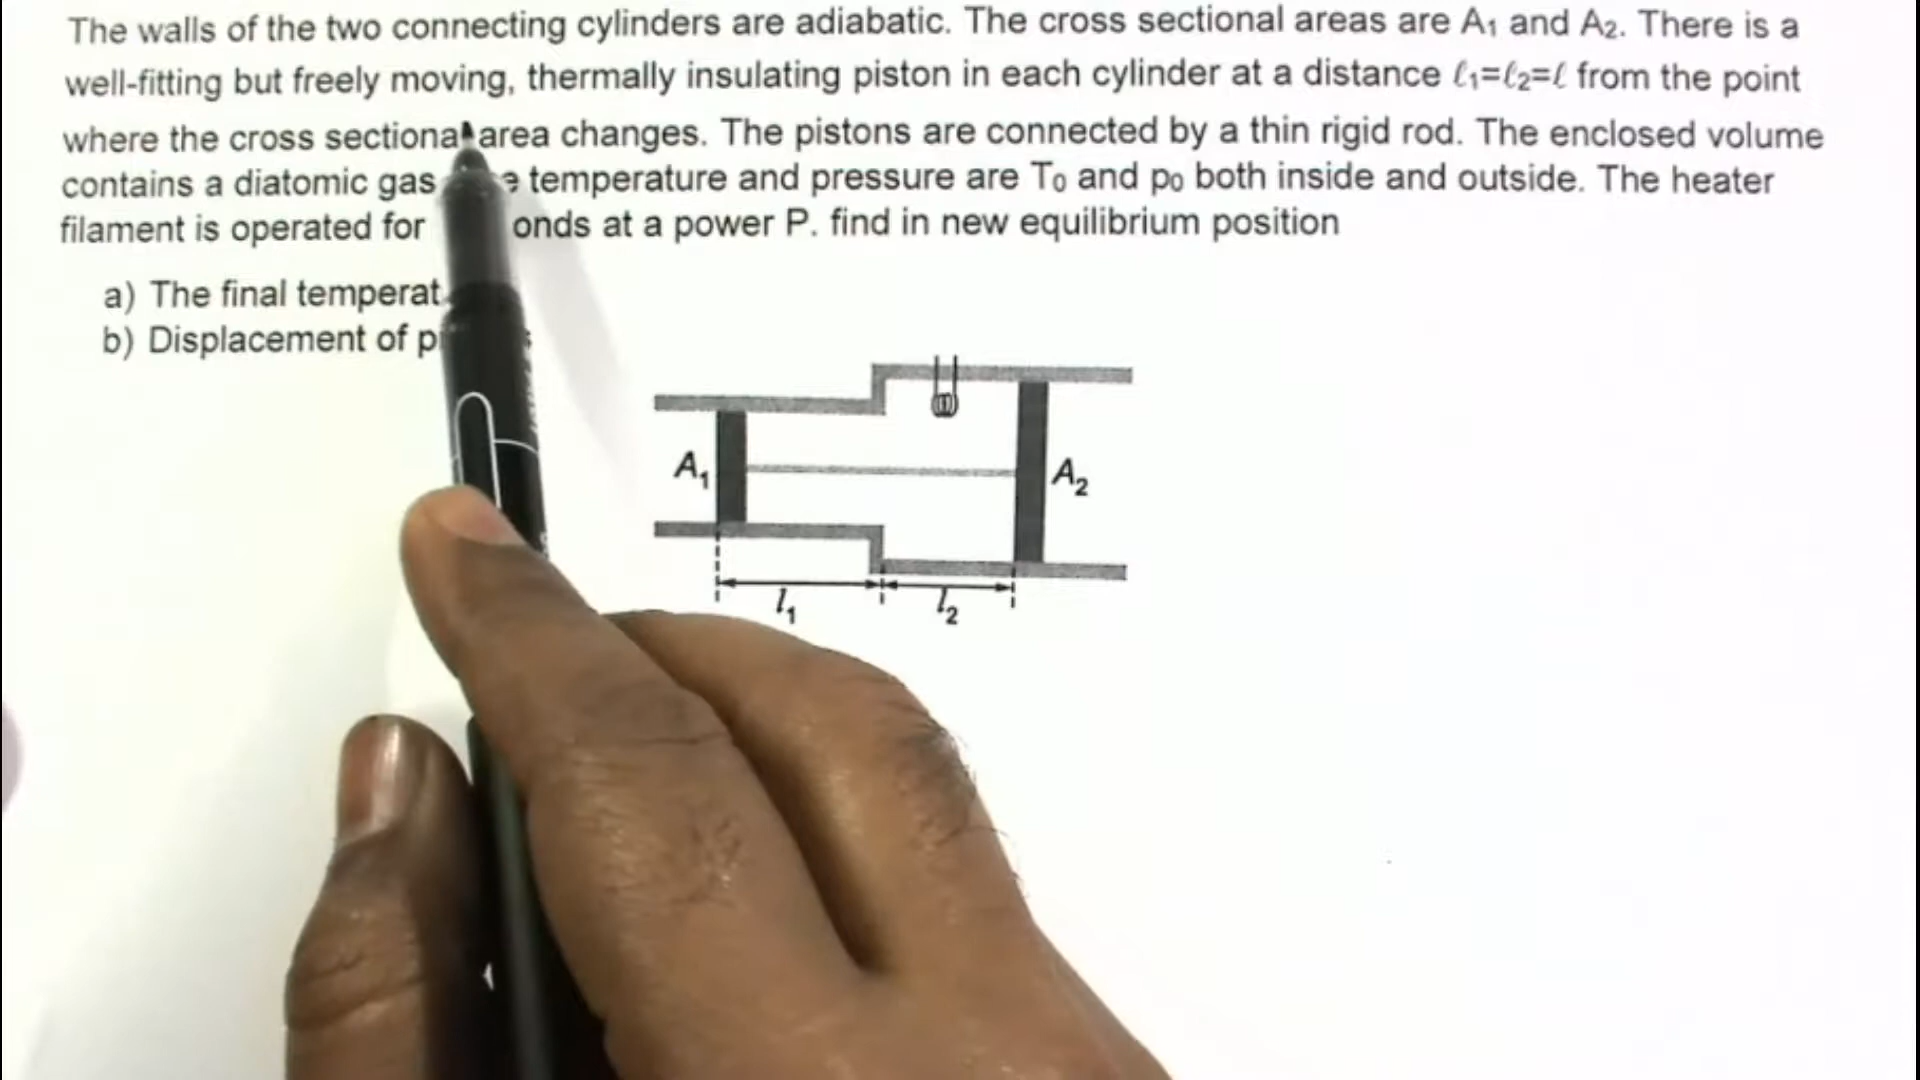 The walls of the two connecting cylinders are adiabatic. The cross sectional areas are A₁ and A₂. There is a
well-fitting but freely moving, thermally insulating piston in each cylinder at a distance ℓ₁=ℓ₂=ℓ from the point
where the cross sectional area changes. The pistons are connected by a thin rigid rod. The enclosed volume
contains a diatomic gas temperature and pressure are T₀ and p₀ both inside and outside. The heater
filament is operated for onds at a power P. find in new equilibrium position
a) The final temperat
b) Displacement of p
A₁
A₂
l₁
l₂